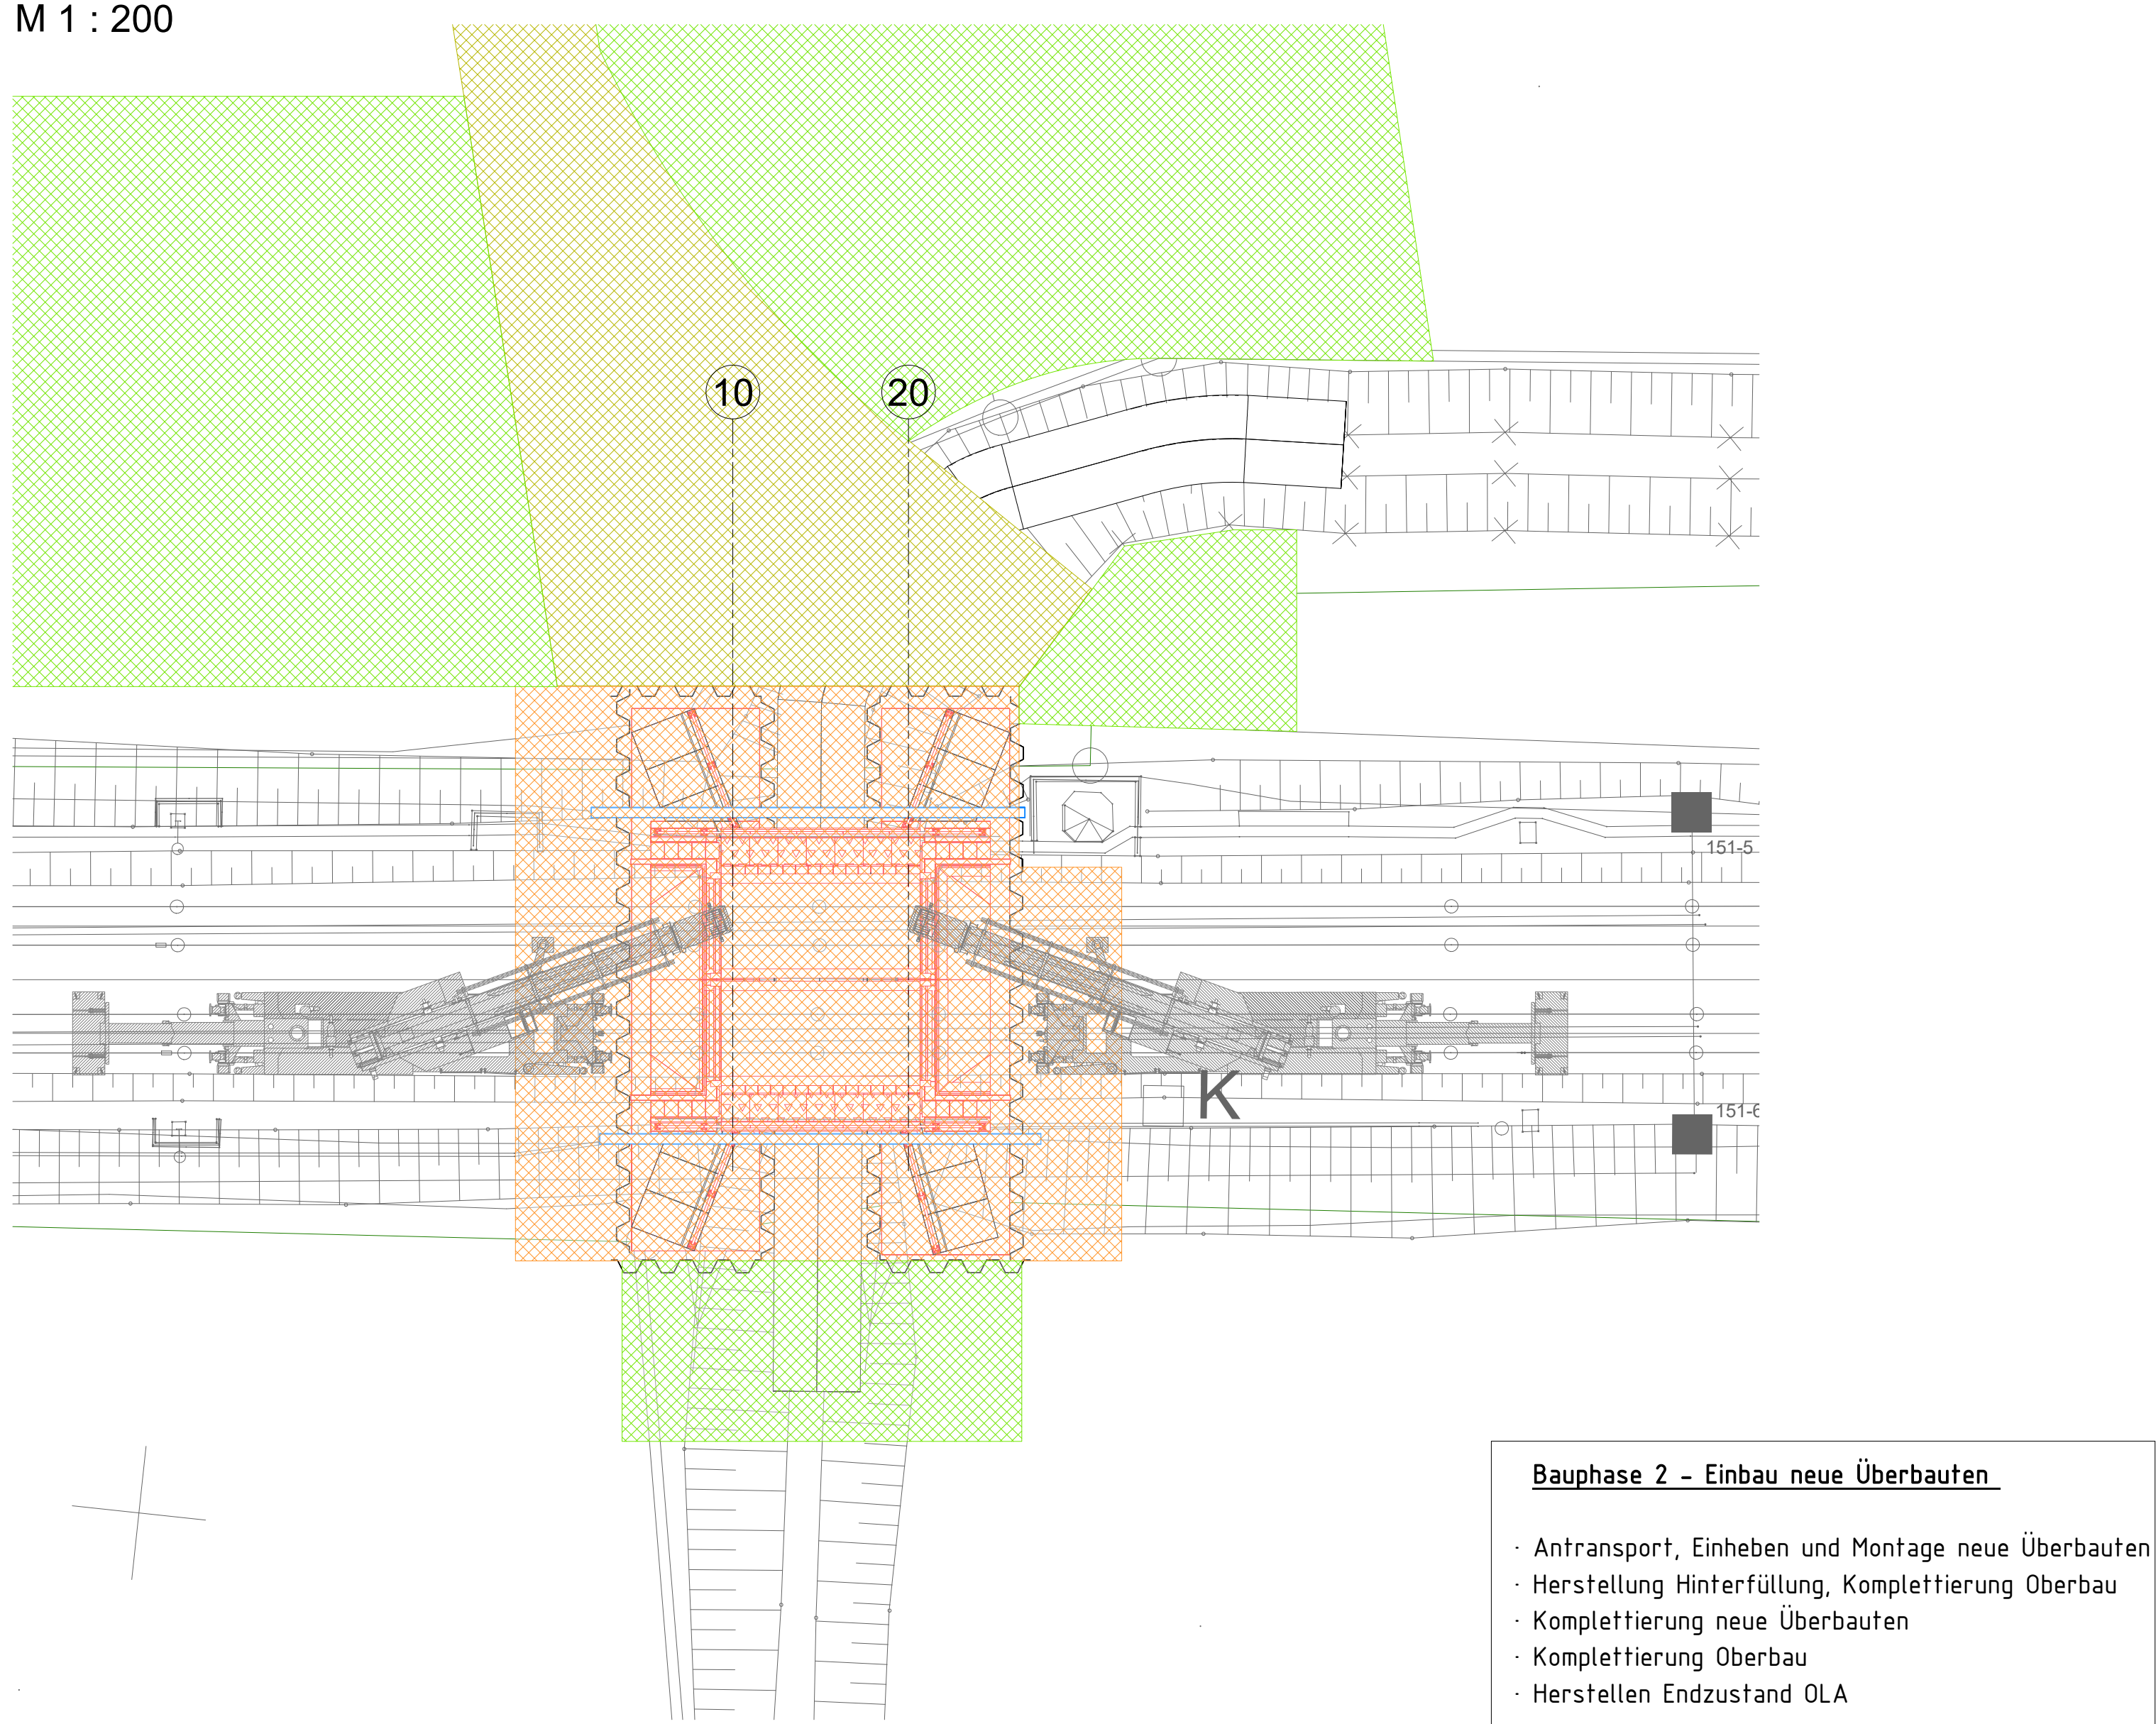 M 1 : 200
10
20
151-5
K
151-6
Bauphase 2 - Einbau neue Überbauten
· Antransport, Einheben und Montage neue Überbauten
· Herstellung Hinterfüllung, Komplettierung Oberbau
· Komplettierung neue Überbauten
· Komplettierung Oberbau
· Herstellen Endzustand OLA